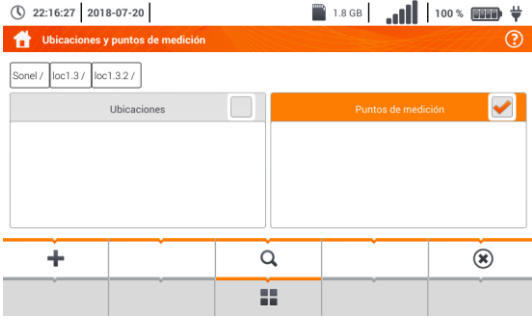 22:16:27 2018-07-20 1.8 GB 100 %
Ubicaciones y puntos de medición ?
Sonel / loc1.3 / loc1.3.2 /
Ubicaciones Puntos de medición